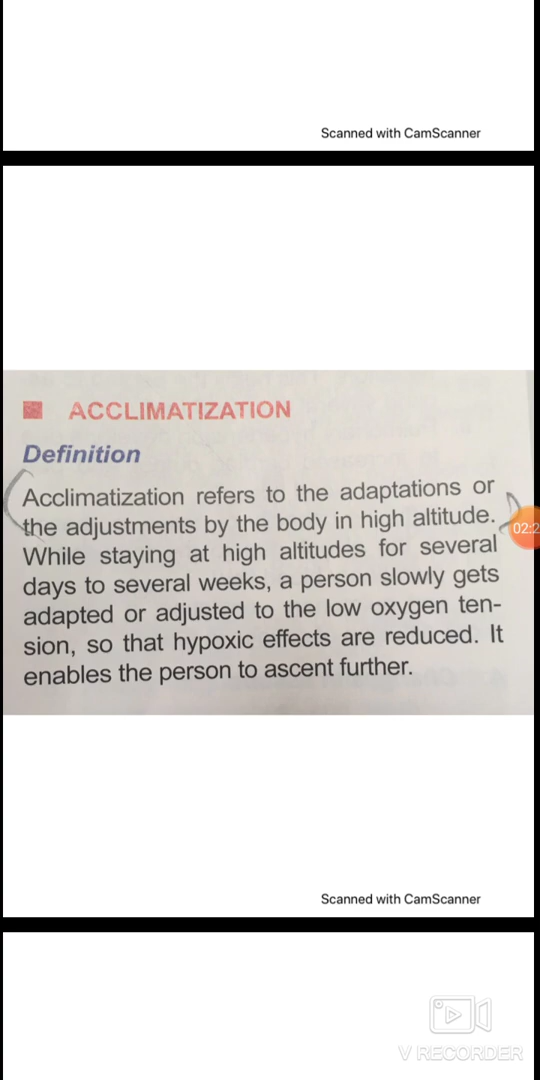 Scanned with CamScanner
ACCLIMATIZATION
Definition
Acclimatization refers to the adaptations or
the adjustments by the body in high altitude.
While staying at high altitudes for several
days to several weeks, a person slowly gets
adapted or adjusted to the low oxygen ten-
sion, so that hypoxic effects are reduced. It
enables the person to ascent further.
02:2
Scanned with CamScanner
V RECORDER